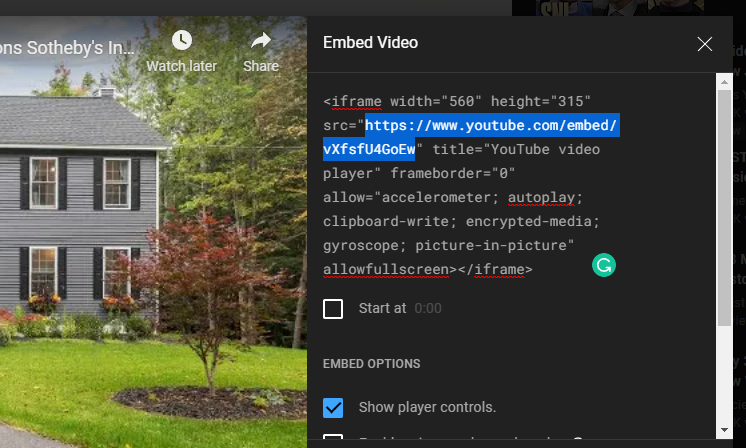 ons Sotheby's In...
Watch later
Share
Embed Video
<iframe width="560" height="315"
src="https://www.youtube.com/embed/
vXfsfU4GoEw" title="YouTube video
player" frameborder="0"
allow="accelerometer; autoplay;
clipboard-write; encrypted-media;
gyroscope; picture-in-picture"
allowfullscreen></iframe>
Start at 0:00
EMBED OPTIONS
Show player controls.